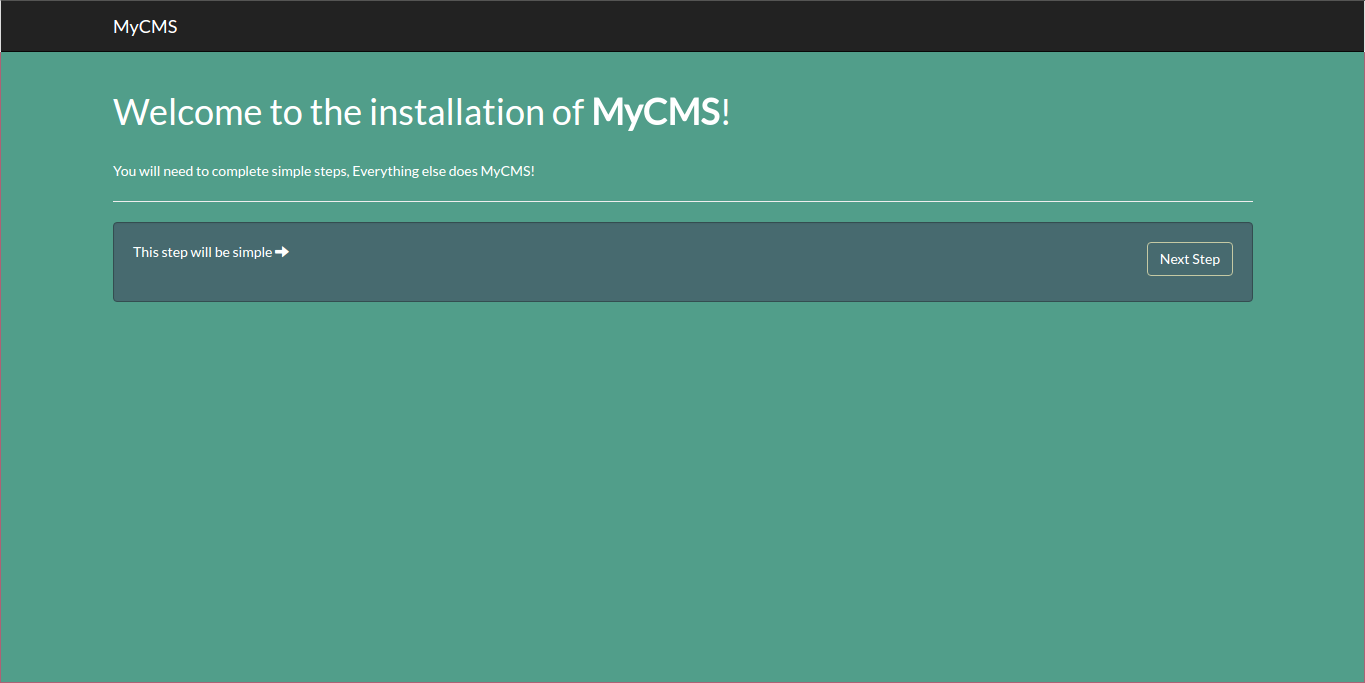 MyCMS
Welcome to the installation of MyCMS!
You will need to complete simple steps, Everything else does MyCMS!
This step will be simple
Next Step